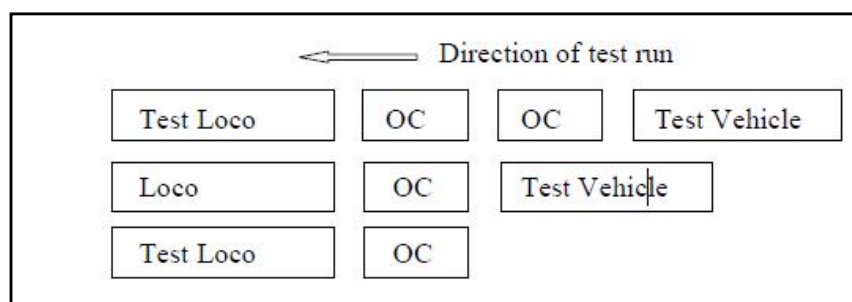 Direction of test run
Test Loco OC OC Test Vehicle
Loco OC Test Vehicle
Test Loco OC